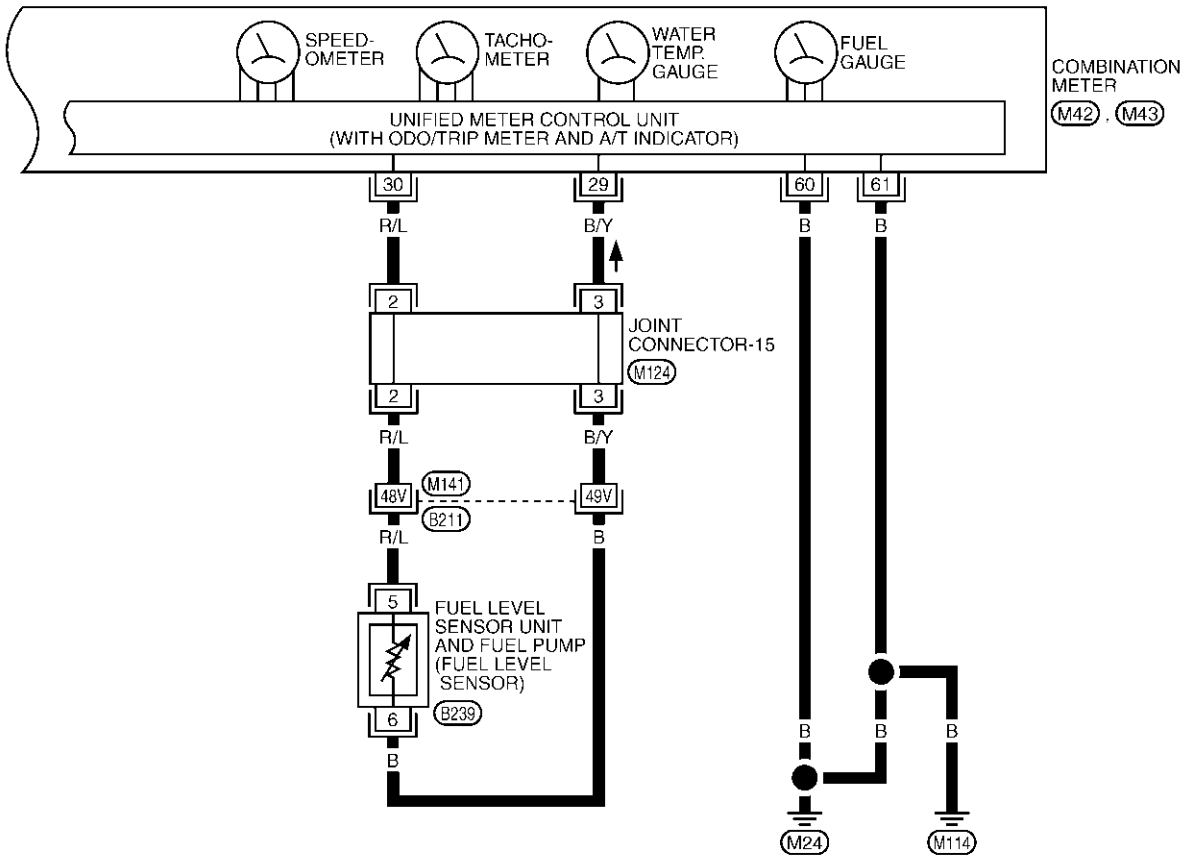 SPEED-
OMETER
TACHO-
METER
WATER
TEMP.
GAUGE
FUEL
GAUGE
COMBINATION
METER
M42 , M43
UNIFIED METER CONTROL UNIT
(WITH ODO/TRIP METER AND A/T INDICATOR)
30 29 60 61
R/L B/Y B B
2 3
JOINT
CONNECTOR-15
M124
2 3
R/L B/Y
48V M141 49V
B211
R/L B
5
FUEL LEVEL
SENSOR UNIT
AND FUEL PUMP
(FUEL LEVEL
SENSOR)
6 B239
B B B B
M24 M114